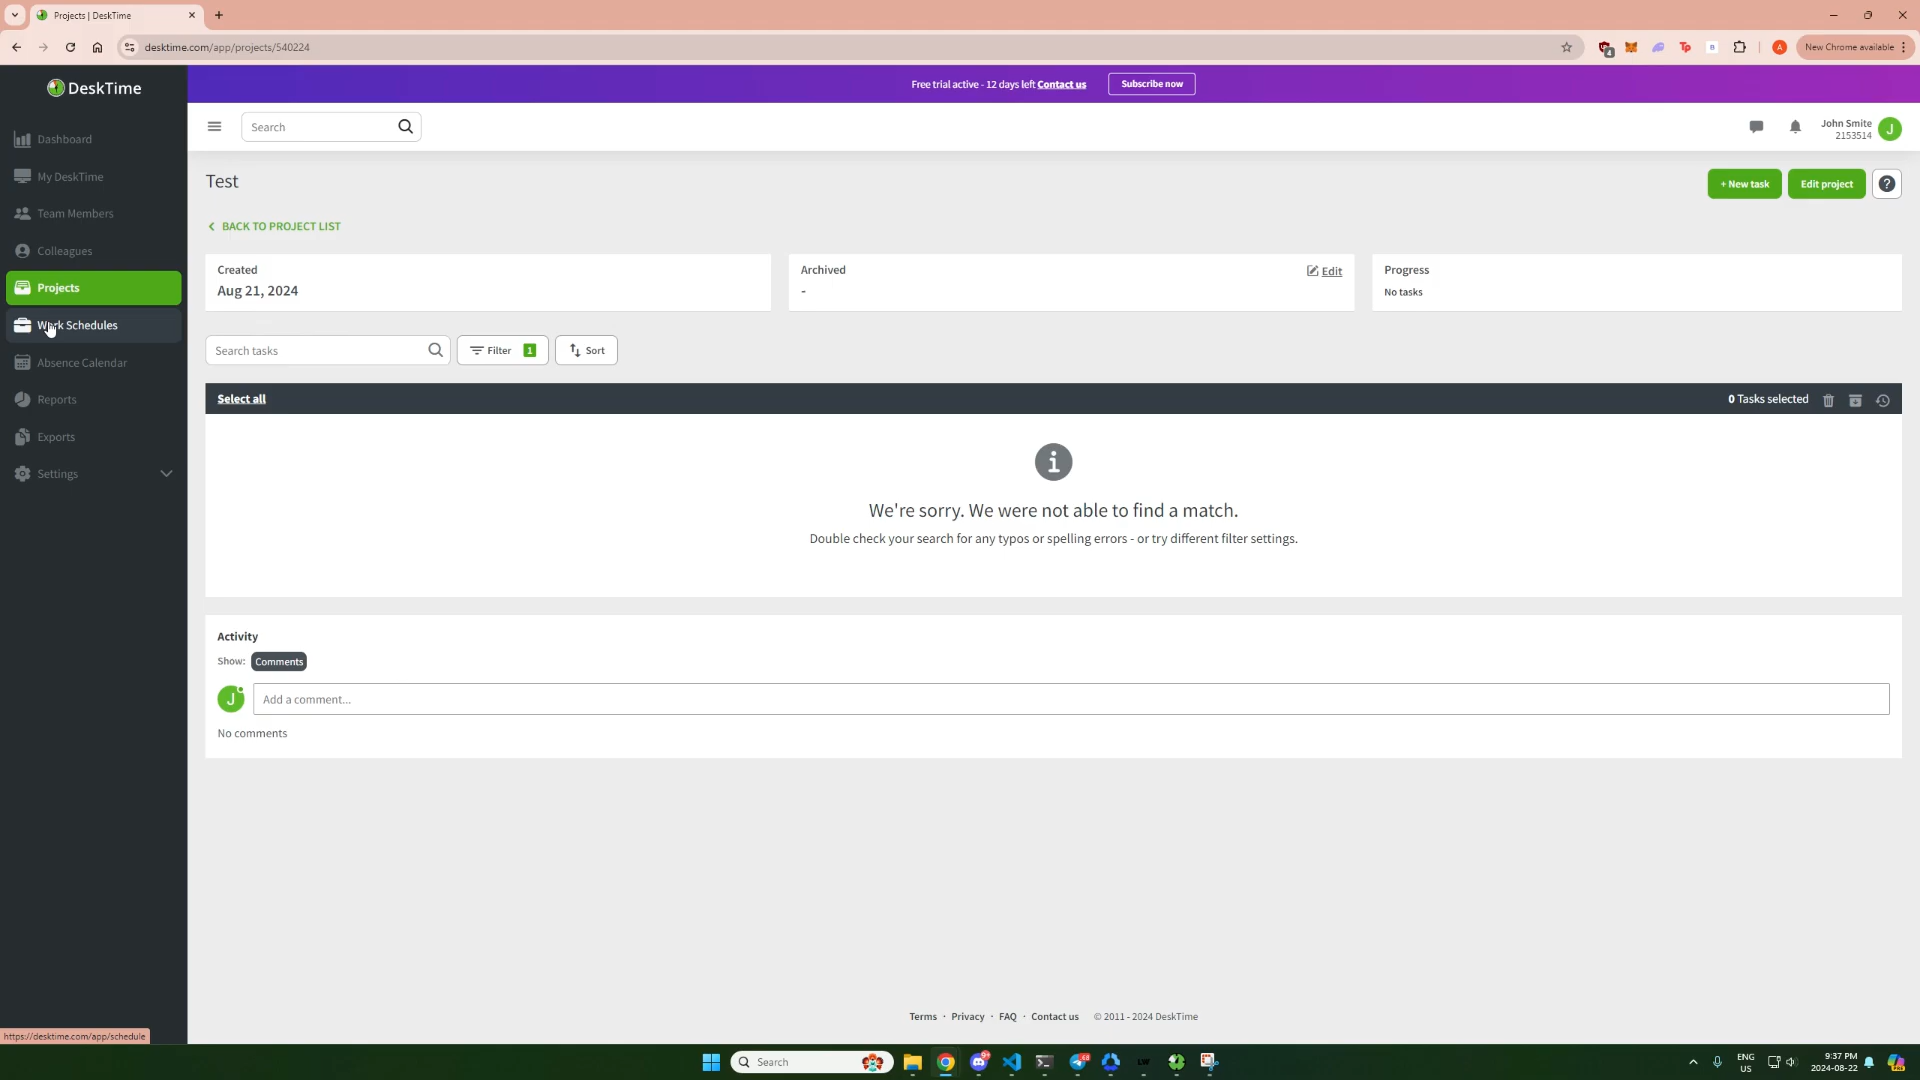 Projects | DeskTime
desktime.com/app/projects/540224
4
A
New Chrome available
DeskTime
Free trial active - 12 days left Contact us
Subscribe now
Search
John Smite
2153514
J
Dashboard
My DeskTime
Team Members
Colleagues
Projects
Work Schedules
Absence Calendar
Reports
Exports
Settings
Test
+ New task
Edit project
?
BACK TO PROJECT LIST
Created
Aug 21, 2024
Archived
-
Edit
Progress
No tasks
Search tasks
Filter 1
Sort
Select all
0 Tasks selected
We're sorry. We were not able to find a match.
Double check your search for any typos or spelling errors - or try different filter settings.
Activity
Show: Comments
J
Add a comment...
No comments
Terms · Privacy · FAQ · Contact us © 2011 - 2024 DeskTime
https://desktime.com/app/schedule
Search
ENG
US
9:37 PM
2024-08-22